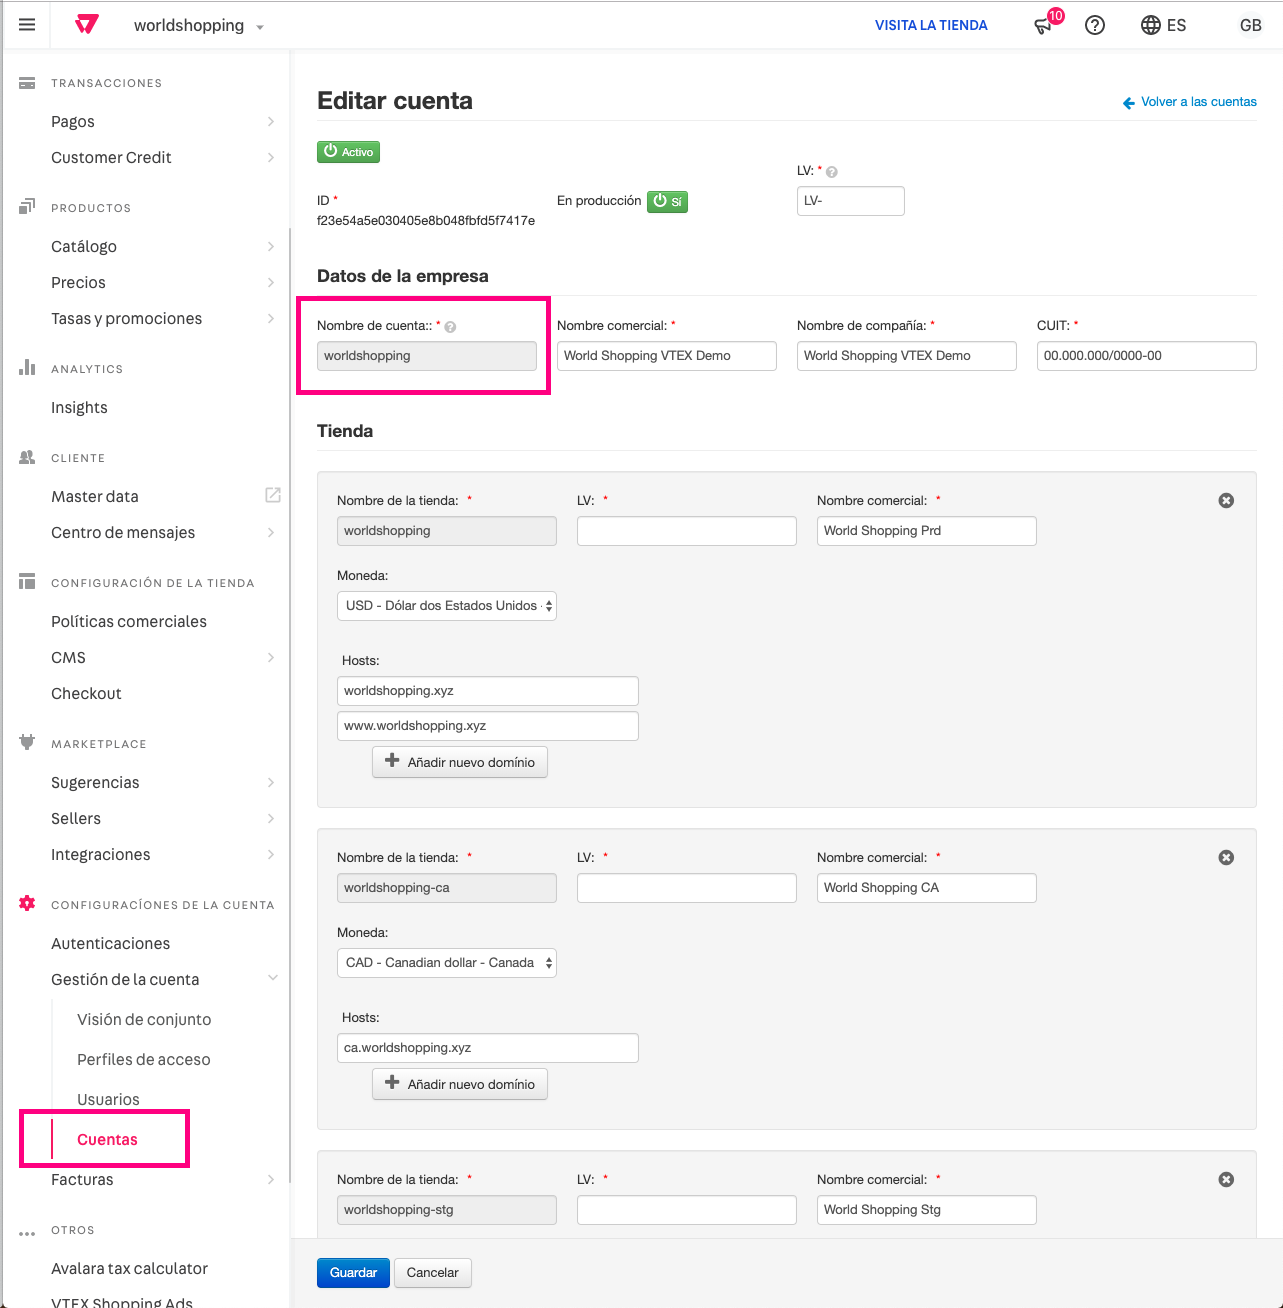 worldshopping
VISITA LA TIENDA
10
ES
GB
TRANSACCIONES
Pagos
Customer Credit
PRODUCTOS
Catálogo
Precios
Tasas y promociones
ANALYTICS
Insights
CLIENTE
Master data
Centro de mensajes
CONFIGURACIÓN DE LA TIENDA
Políticas comerciales
CMS
Checkout
MARKETPLACE
Sugerencias
Sellers
Integraciones
CONFIGURACÍONES DE LA CUENTA
Autenticaciones
Gestión de la cuenta
Visión de conjunto
Perfiles de acceso
Usuarios
Cuentas
Facturas
OTROS
Avalara tax calculator
VTEX Shopping Ads
Editar cuenta
Volver a las cuentas
Activo
ID *
f23e54a5e030405e8b048fbfd5f7417e
En producción Sí
LV: * ?
LV-
Datos de la empresa
Nombre de cuenta:: * ?
worldshopping
Nombre comercial: *
World Shopping VTEX Demo
Nombre de compañía: *
World Shopping VTEX Demo
CUIT: *
00.000.000/0000-00
Tienda
Nombre de la tienda: *
worldshopping
LV: *
Nombre comercial: *
World Shopping Prd
Moneda:
USD - Dólar dos Estados Unidos -
Hosts:
worldshopping.xyz
www.worldshopping.xyz
Añadir nuevo domínio
Nombre de la tienda: *
worldshopping-ca
LV: *
Nombre comercial: *
World Shopping CA
Moneda:
CAD - Canadian dollar - Canada
Hosts:
ca.worldshopping.xyz
Añadir nuevo domínio
Nombre de la tienda: *
worldshopping-stg
LV: *
Nombre comercial: *
World Shopping Stg
Guardar
Cancelar